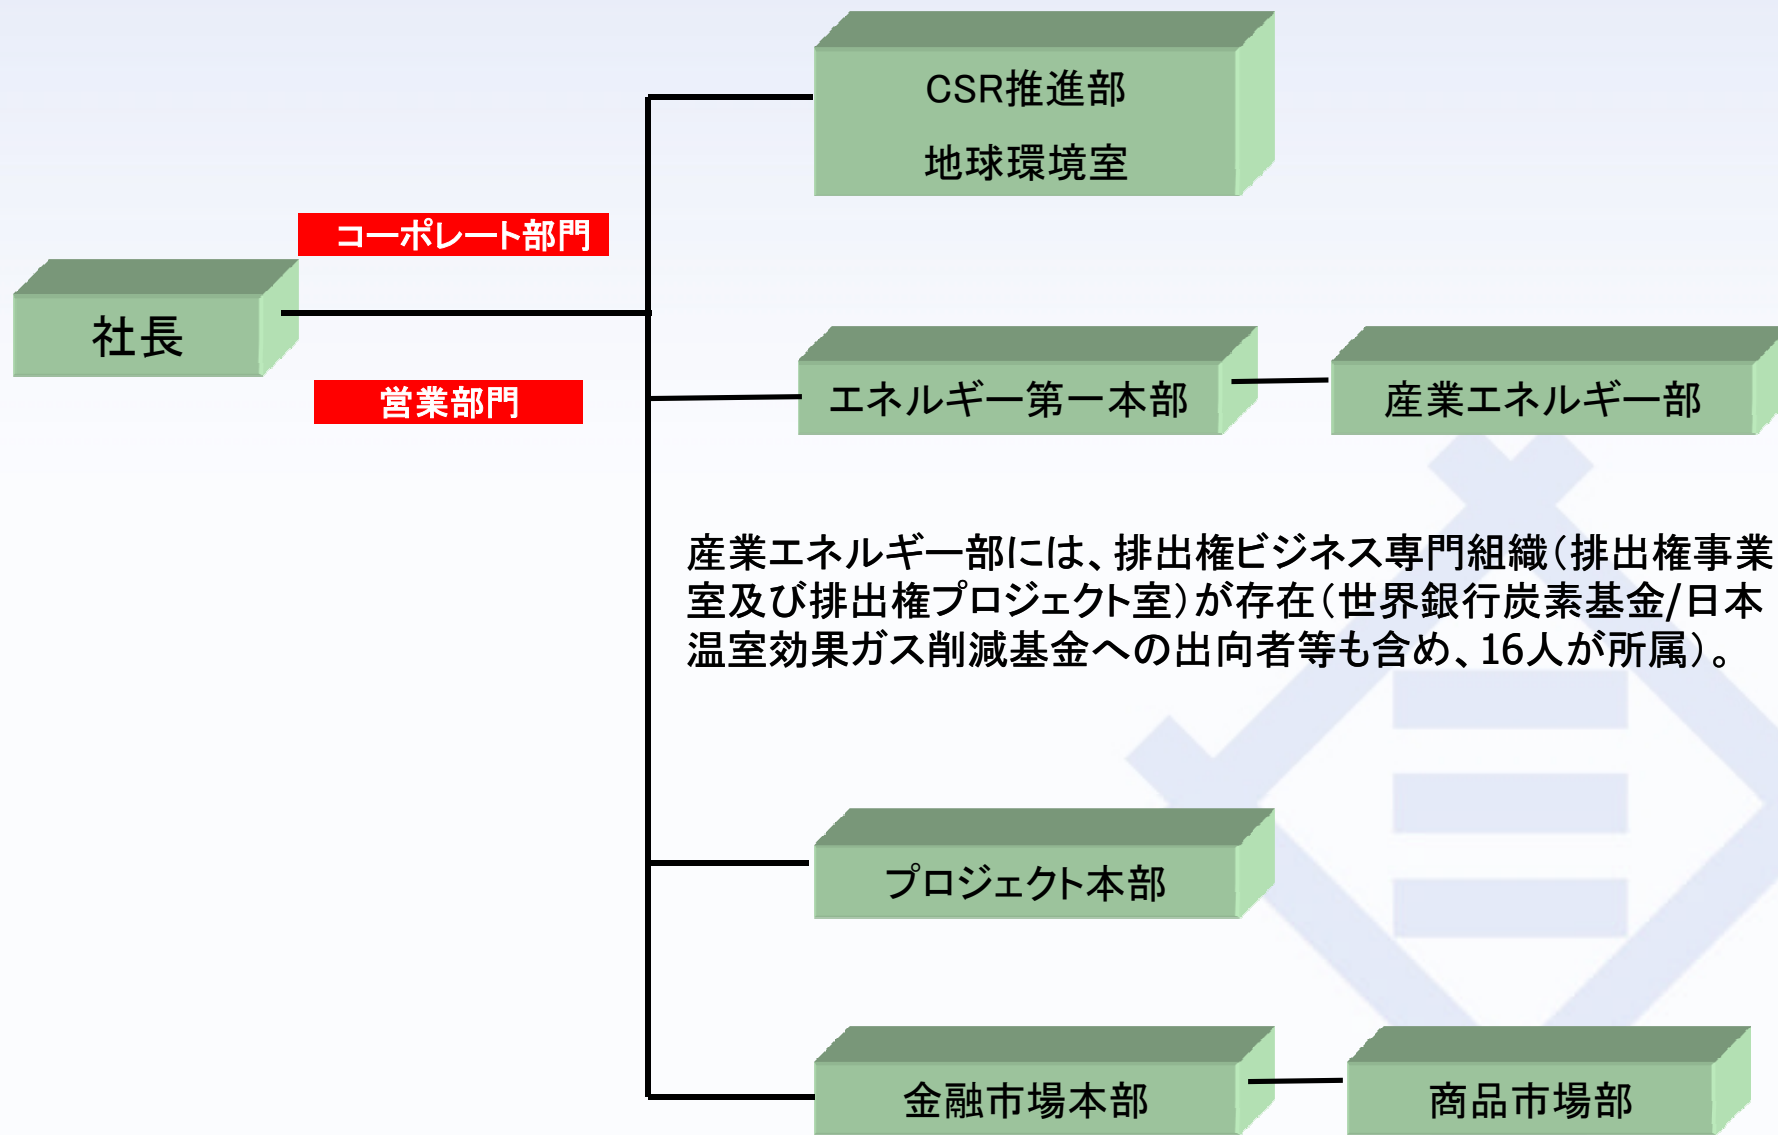 CSR推進部
地球環境室
コーポレート部門
社長
営業部門
エネルギー第一本部
産業エネルギー部
産業エネルギー部には、排出権ビジネス専門組織（排出権事業
室及び排出権プロジェクト室）が存在（世界銀行炭素基金/日本
温室効果ガス削減基金への出向者等も含め、16人が所属）。
プロジェクト本部
金融市場本部
商品市場部